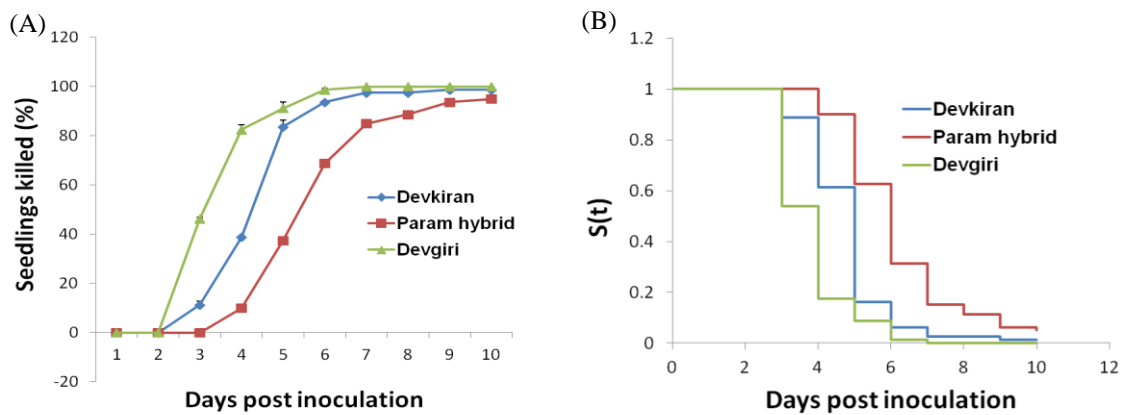 (A)
120
100
80
60
40
20
0
-20
Seedlings killed (%)
Devkiran
Param hybrid
Devgiri
1 2 3 4 5 6 7 8 9 10
Days post inoculation
(B)
1.2
1
0.8
0.6
0.4
0.2
0
S(t)
Devkiran
Param hybrid
Devgiri
0 2 4 6 8 10 12
Days post inoculation